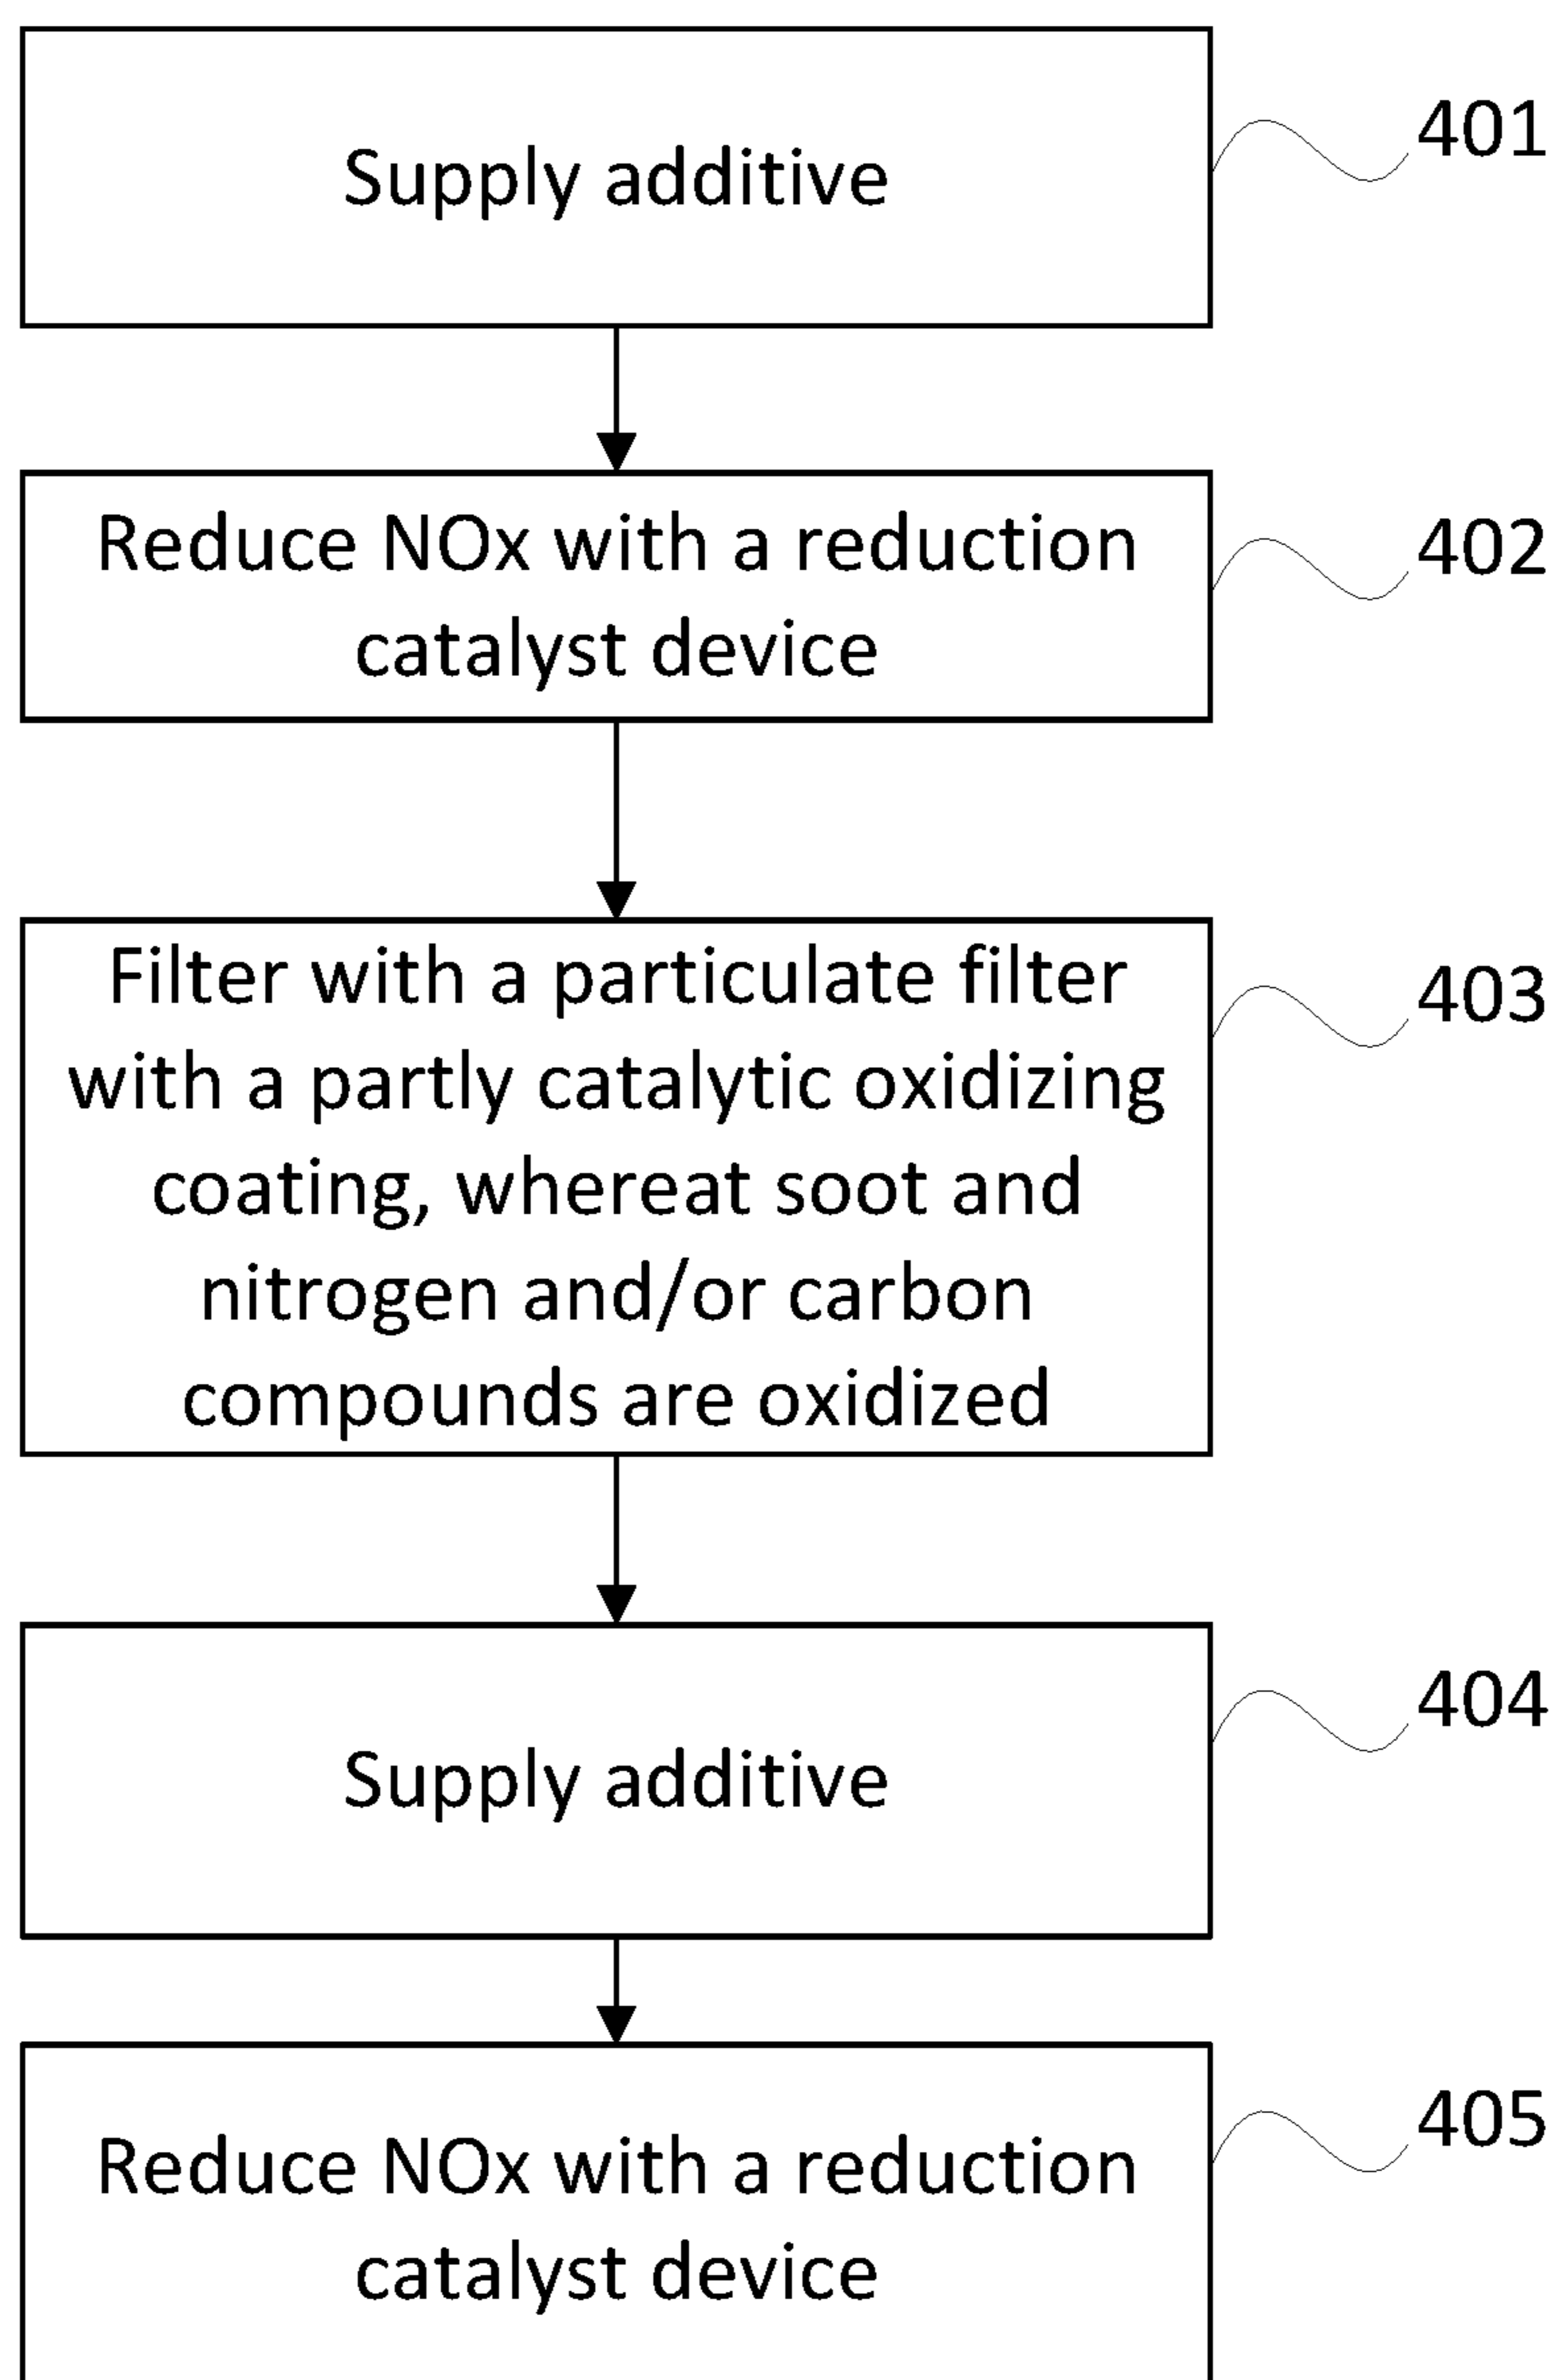 Supply additive
401
Reduce NOx with a reduction
catalyst device
402
Filter with a particulate filter
with a partly catalytic oxidizing
coating, whereat soot and
nitrogen and/or carbon
compounds are oxidized
403
Supply additive
404
Reduce NOx with a reduction
catalyst device
405